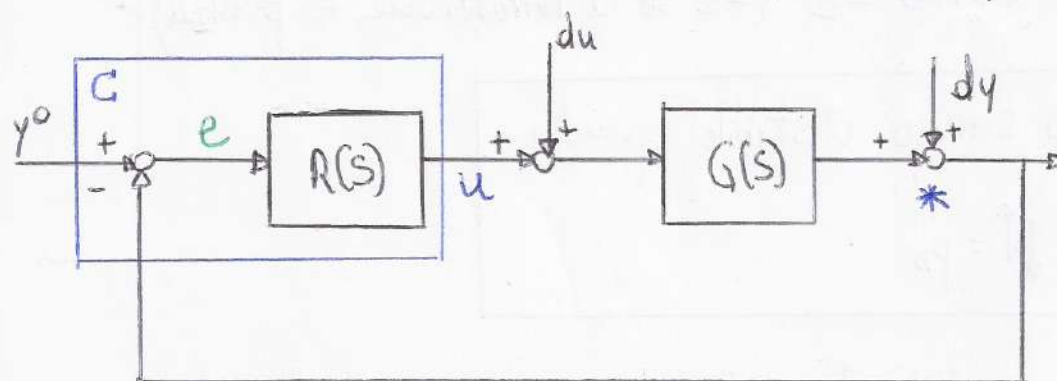 du
dy
C
y°
+
-
e
R(S)
u
+
+
G(S)
+
+
*